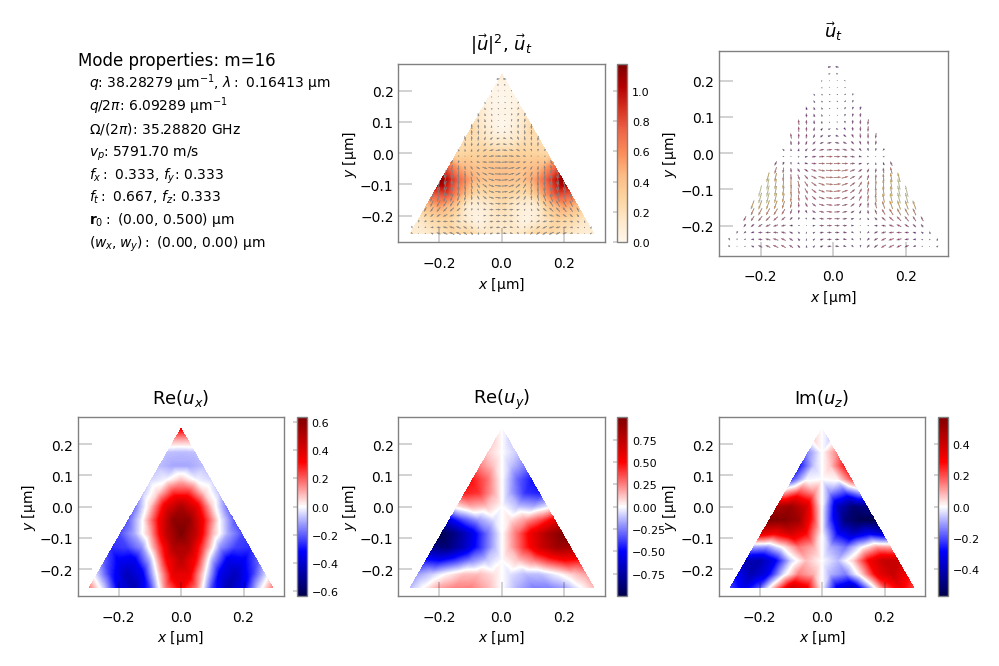 Mode properties: m=16
q: 38.28279 μm⁻¹, λ: 0.16413 μm
q/2π: 6.09289 μm⁻¹
Ω/(2π): 35.28820 GHz
v_p: 5791.70 m/s
f_x: 0.333, f_y: 0.333
f_t: 0.667, f_z: 0.333
r₀: (0.00, 0.500) μm
(w_x, w_y): (0.00, 0.00) μm
|u⃗|², u⃗_t
0.2
0.1
0.0
−0.1
−0.2
y [μm]
−0.2 0.0 0.2
x [μm]
1.0
0.8
0.6
0.4
0.2
0.0
u⃗_t
0.2
0.1
0.0
−0.1
−0.2
y [μm]
−0.2 0.0 0.2
x [μm]
Re(u_x)
0.2
0.1
0.0
−0.1
−0.2
y [μm]
−0.2 0.0 0.2
x [μm]
0.6
0.4
0.2
0.0
−0.2
−0.4
−0.6
Re(u_y)
0.2
0.1
0.0
−0.1
−0.2
y [μm]
−0.2 0.0 0.2
x [μm]
0.75
0.50
0.25
0.00
−0.25
−0.50
−0.75
Im(u_z)
0.2
0.1
0.0
−0.1
−0.2
y [μm]
−0.2 0.0 0.2
x [μm]
0.4
0.2
0.0
−0.2
−0.4